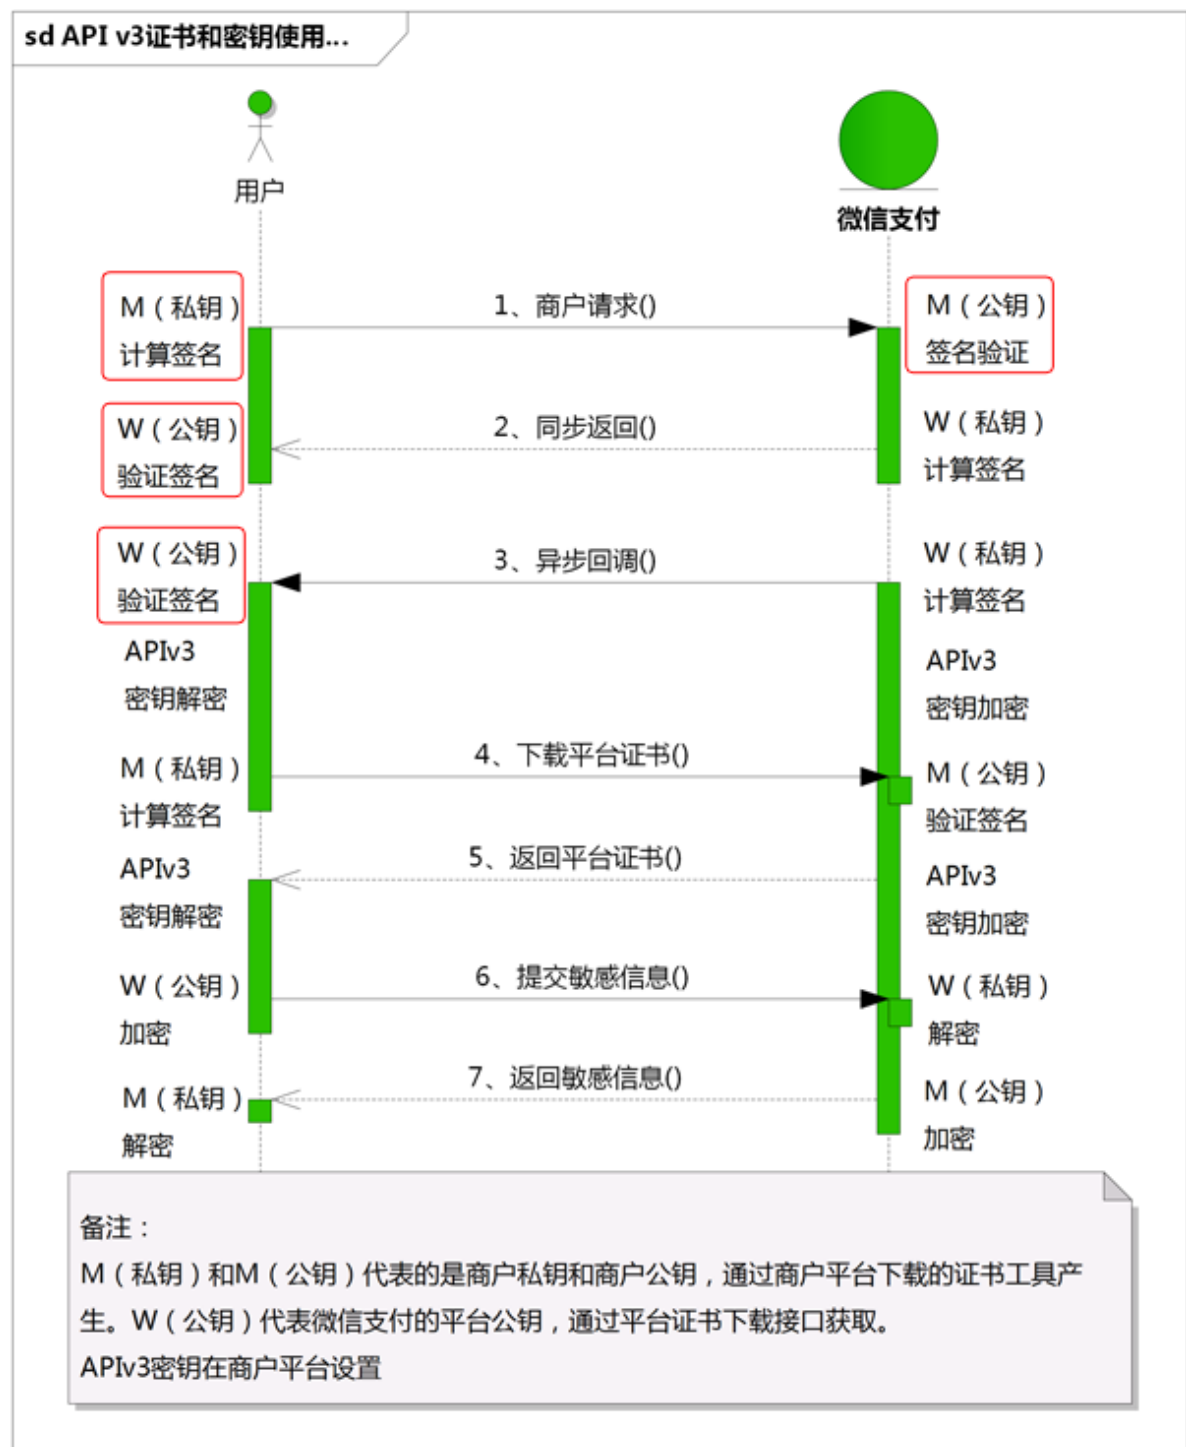 sd API v3证书和密钥使用...
用户
微信支付
M（私钥）
计算签名
1、商户请求()
M（公钥）
签名验证
W（公钥）
验证签名
2、同步返回()
W（私钥）
计算签名
W（公钥）
验证签名
3、异步回调()
W（私钥）
计算签名
APIv3
密钥解密
APIv3
密钥加密
M（私钥）
计算签名
4、下载平台证书()
M（公钥）
验证签名
APIv3
密钥解密
5、返回平台证书()
APIv3
密钥加密
W（公钥）
加密
6、提交敏感信息()
W（私钥）
解密
M（私钥）
解密
7、返回敏感信息()
M（公钥）
加密
备注：
M（私钥）和M（公钥）代表的是商户私钥和商户公钥，通过商户平台下载的证书工具产
生。W（公钥）代表微信支付的平台公钥，通过平台证书下载接口获取。
APIv3密钥在商户平台设置